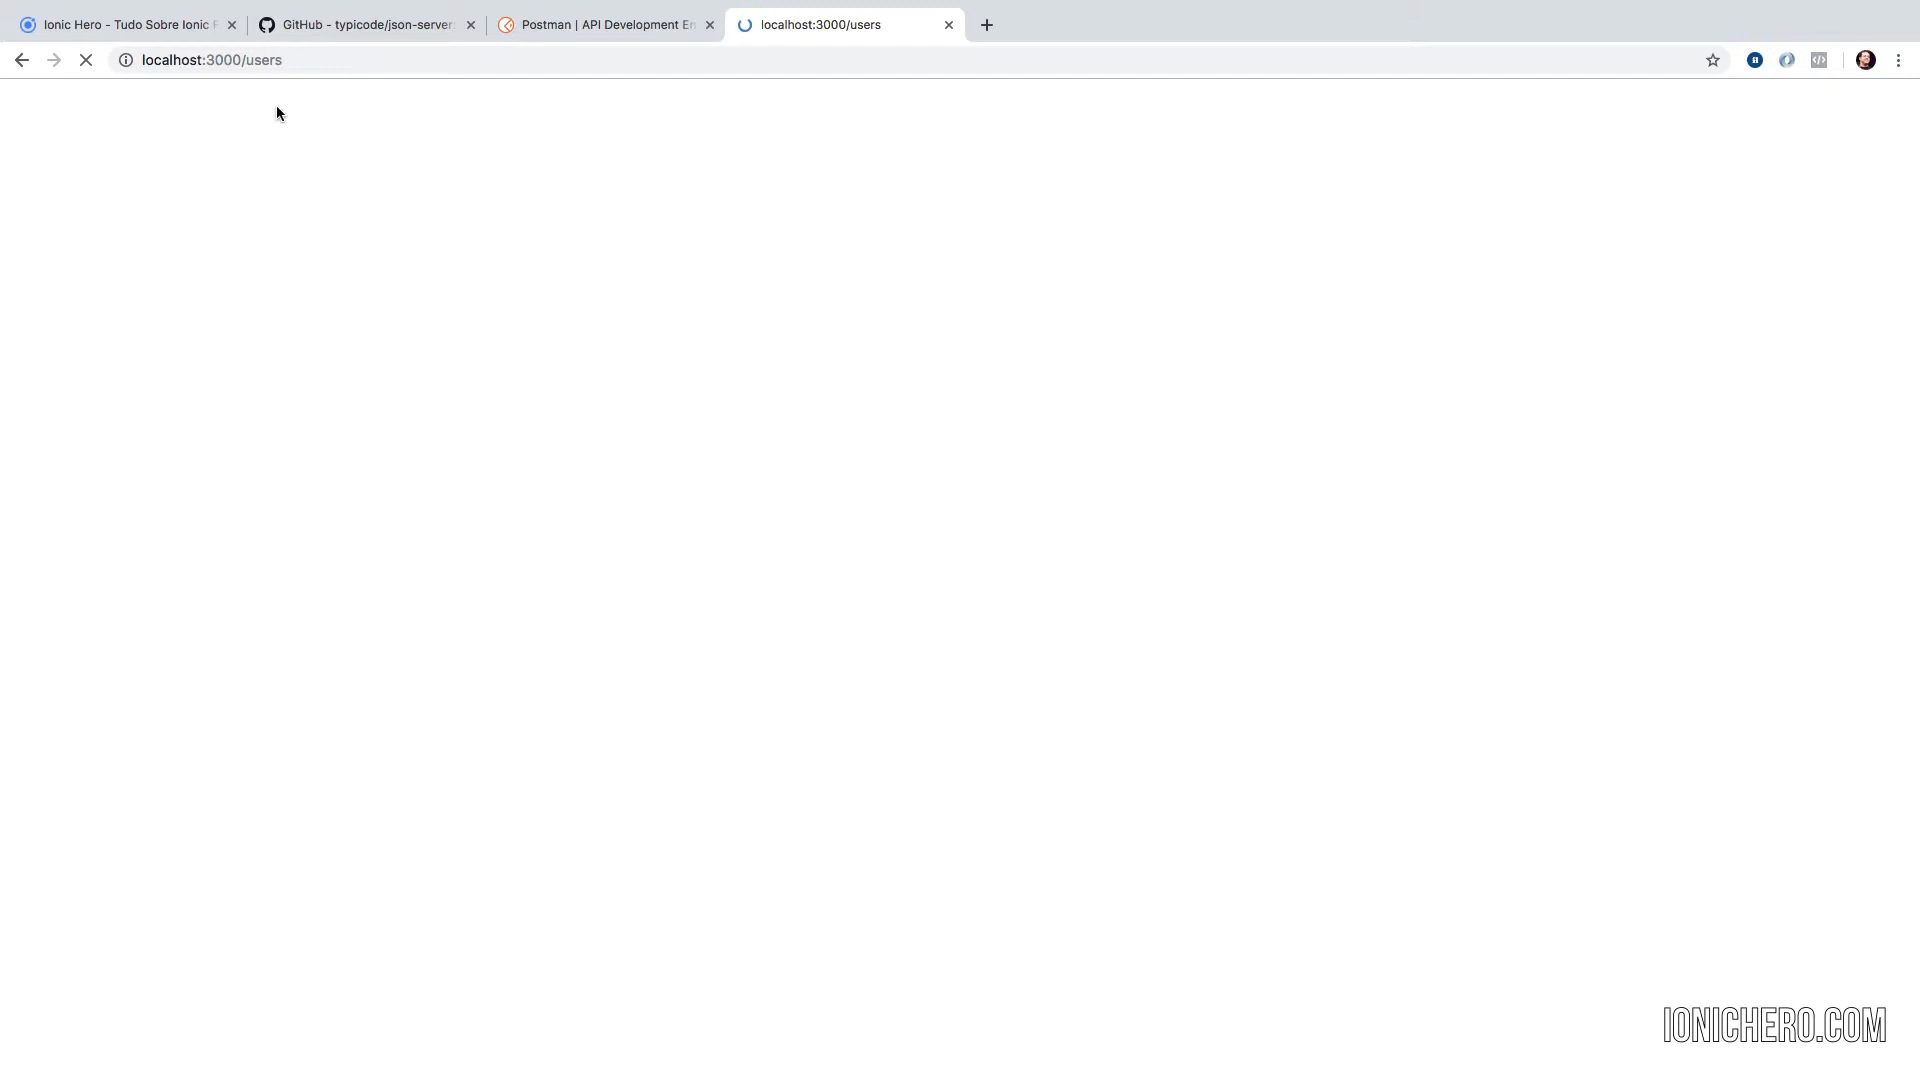 Ionic Hero - Tudo Sobre Ionic F
GitHub - typicode/json-server:
Postman | API Development En
localhost:3000/users
localhost:3000/users
IONICHERO.COM